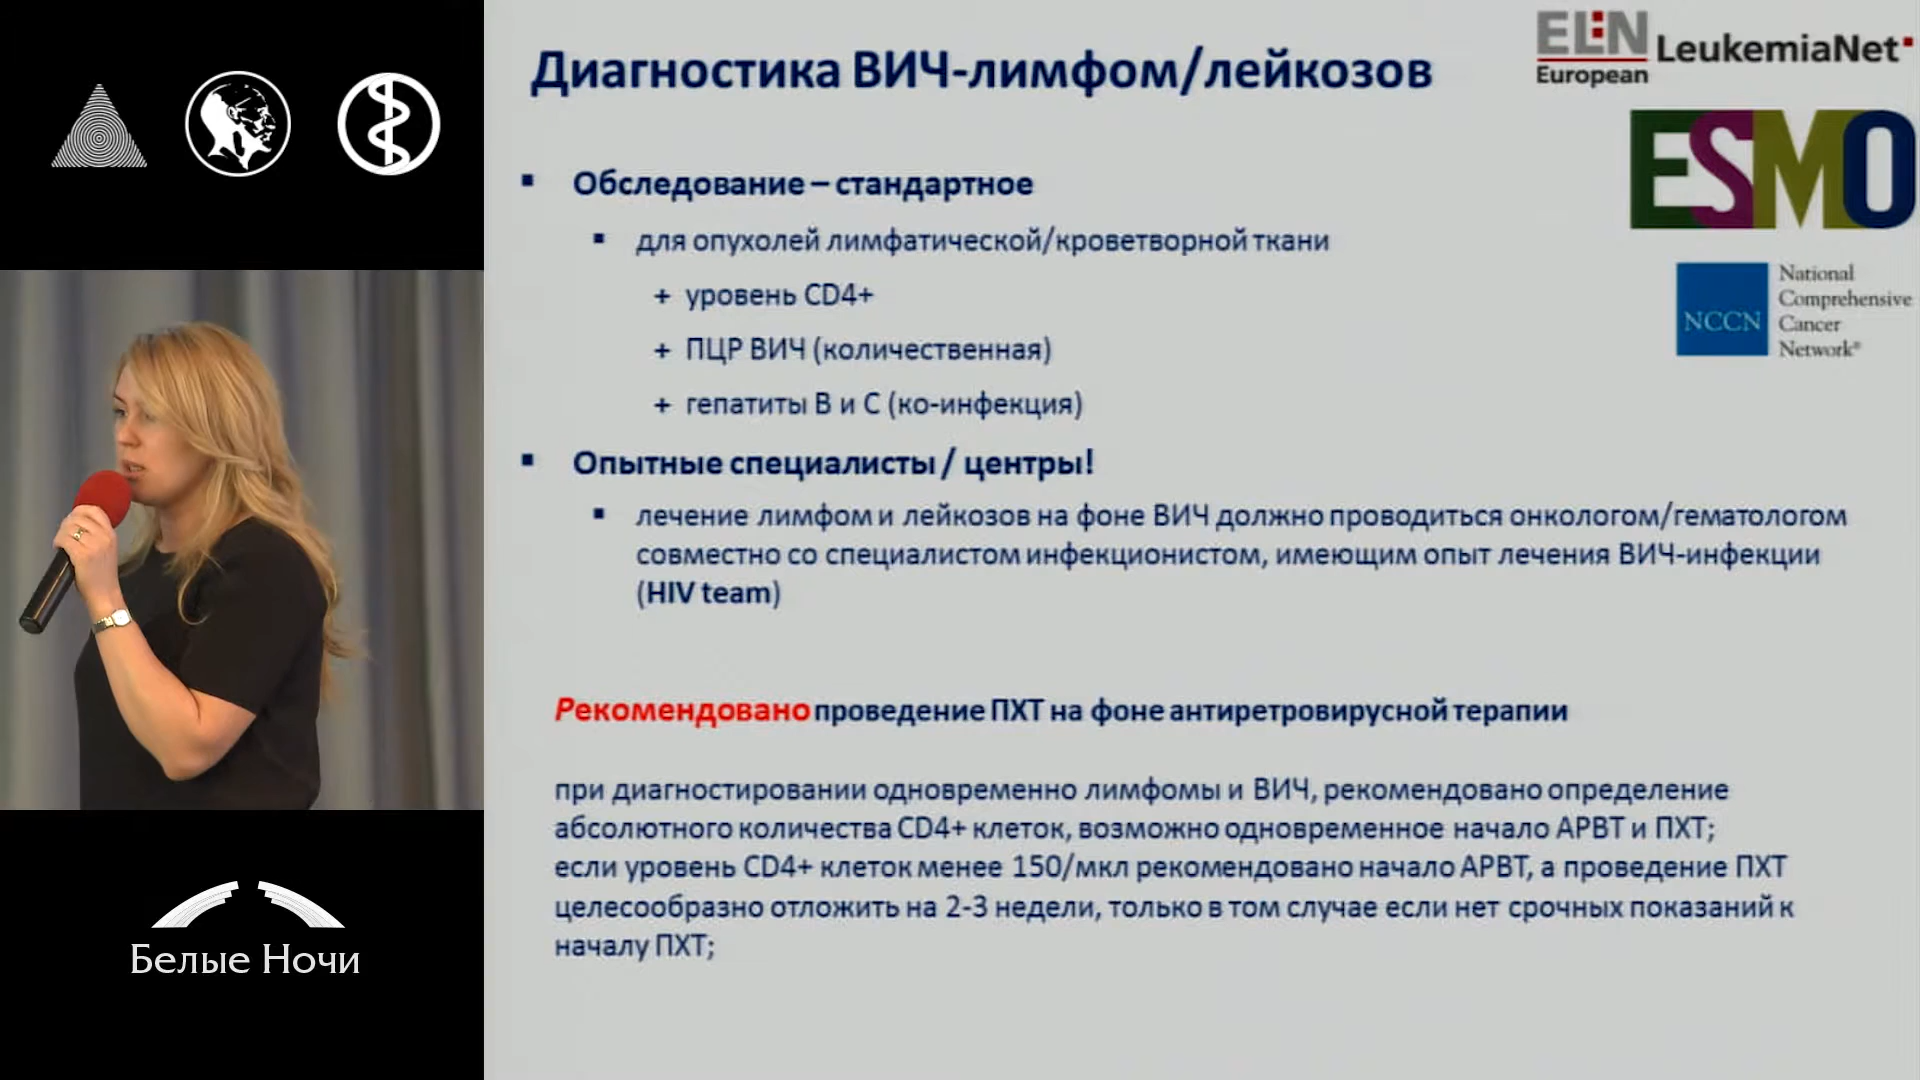 Диагностика ВИЧ-лимфом/лейкозов
ELN
European LeukemiaNet
ESMO
NCCN
National
Comprehensive
Cancer
Network®
▪ Обследование – стандартное
▪ для опухолей лимфатической/кроветворной ткани
+ уровень CD4+
+ ПЦР ВИЧ (количественная)
+ гепатиты В и С (ко-инфекция)
▪ Опытные специалисты / центры!
▪ лечение лимфом и лейкозов на фоне ВИЧ должно проводиться онкологом/гематологом
совместно со специалистом инфекционистом, имеющим опыт лечения ВИЧ-инфекции
(HIV team)
Рекомендовано проведение ПХТ на фоне антиретровирусной терапии
при диагностировании одновременно лимфомы и ВИЧ, рекомендовано определение
абсолютного количества CD4+ клеток, возможно одновременное начало АРВТ и ПХТ;
если уровень CD4+ клеток менее 150/мкл рекомендовано начало АРВТ, а проведение ПХТ
целесообразно отложить на 2-3 недели, только в том случае если нет срочных показаний к
началу ПХТ;
Белые Ночи